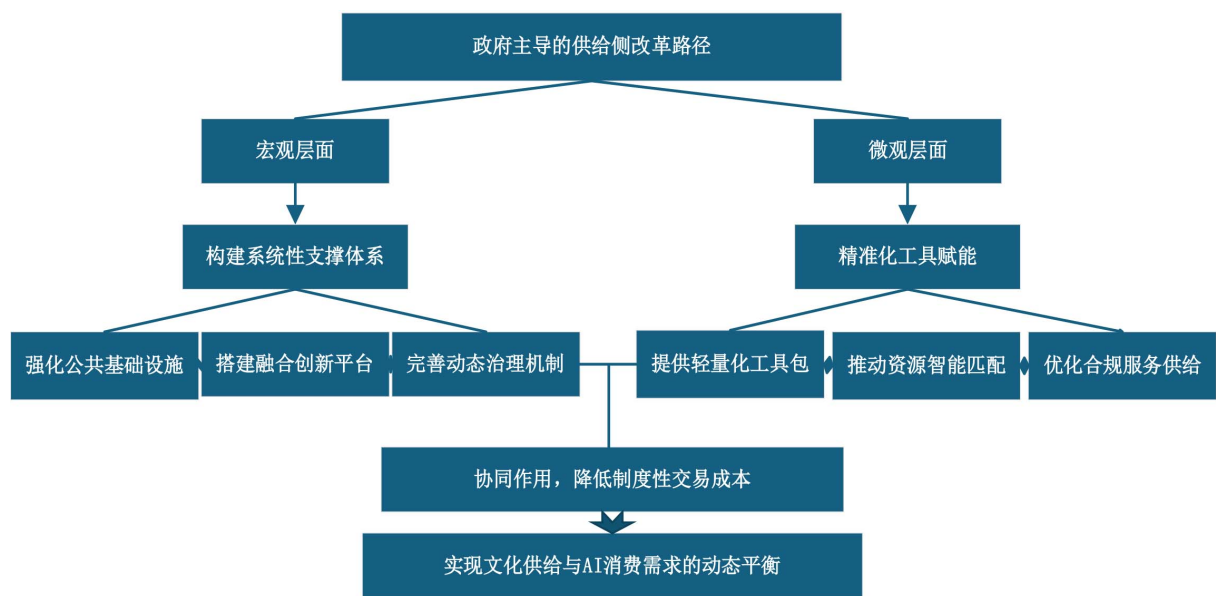 政府主导的供给侧改革路径
宏观层面
微观层面
构建系统性支撑体系
精准化工具赋能
强化公共基础设施
搭建融合创新平台
完善动态治理机制
提供轻量化工具包
推动资源智能匹配
优化合规服务供给
协同作用，降低制度性交易成本
实现文化供给与AI消费需求的动态平衡